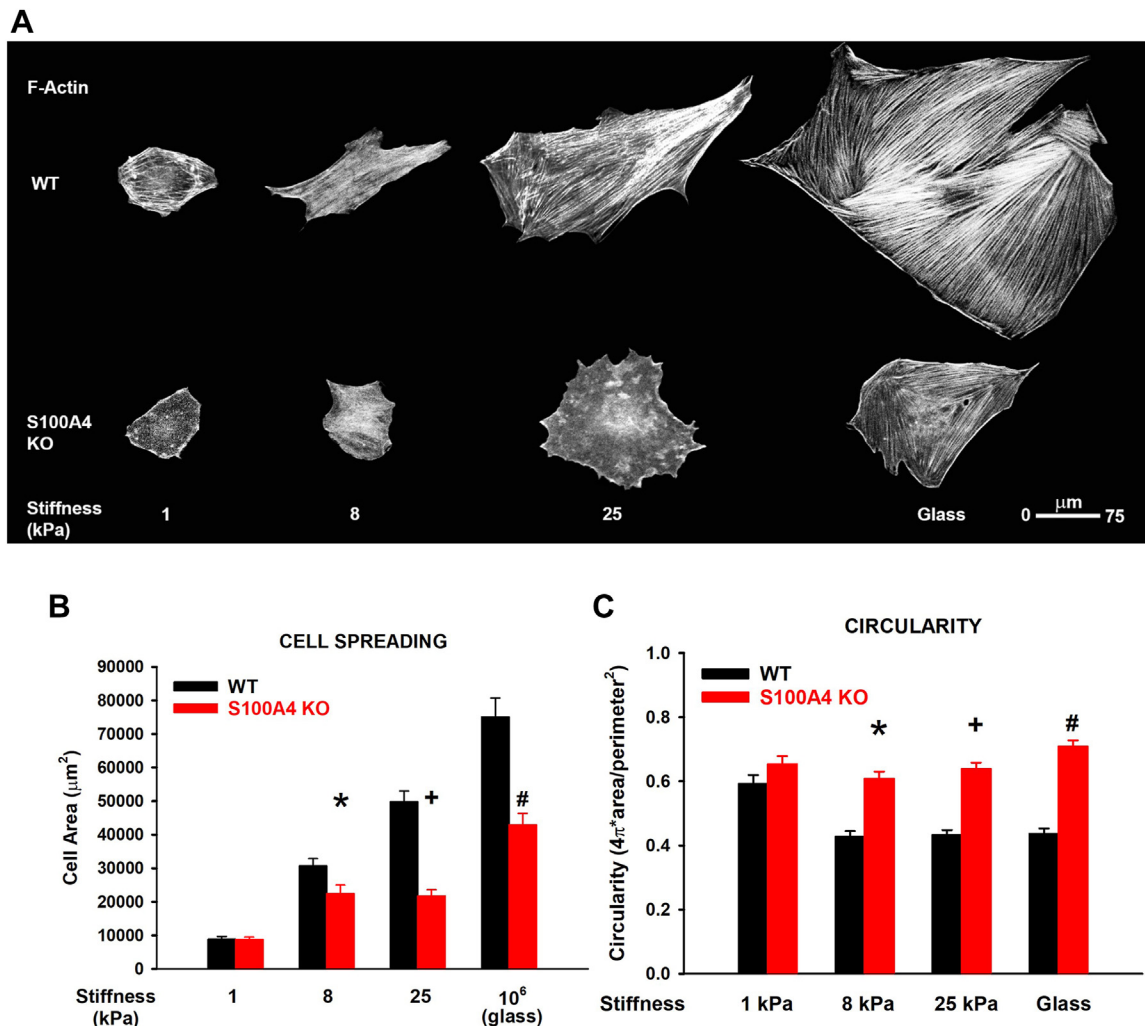 A
F-Actin
WT
S100A4
KO
Stiffness
(kPa)
1
8
25
Glass
μm
0
75
B
CELL SPREADING
Cell Area (μm²)
90000
80000
70000
60000
50000
40000
30000
20000
10000
0
WT
S100A4 KO
*
+
#
Stiffness
(kPa)
1
8
25
10⁶
(glass)
C
CIRCULARITY
Circularity (4π*area/perimeter²)
1.0
0.8
0.6
0.4
0.2
0.0
WT
S100A4 KO
*
+
#
Stiffness
1 kPa
8 kPa
25 kPa
Glass